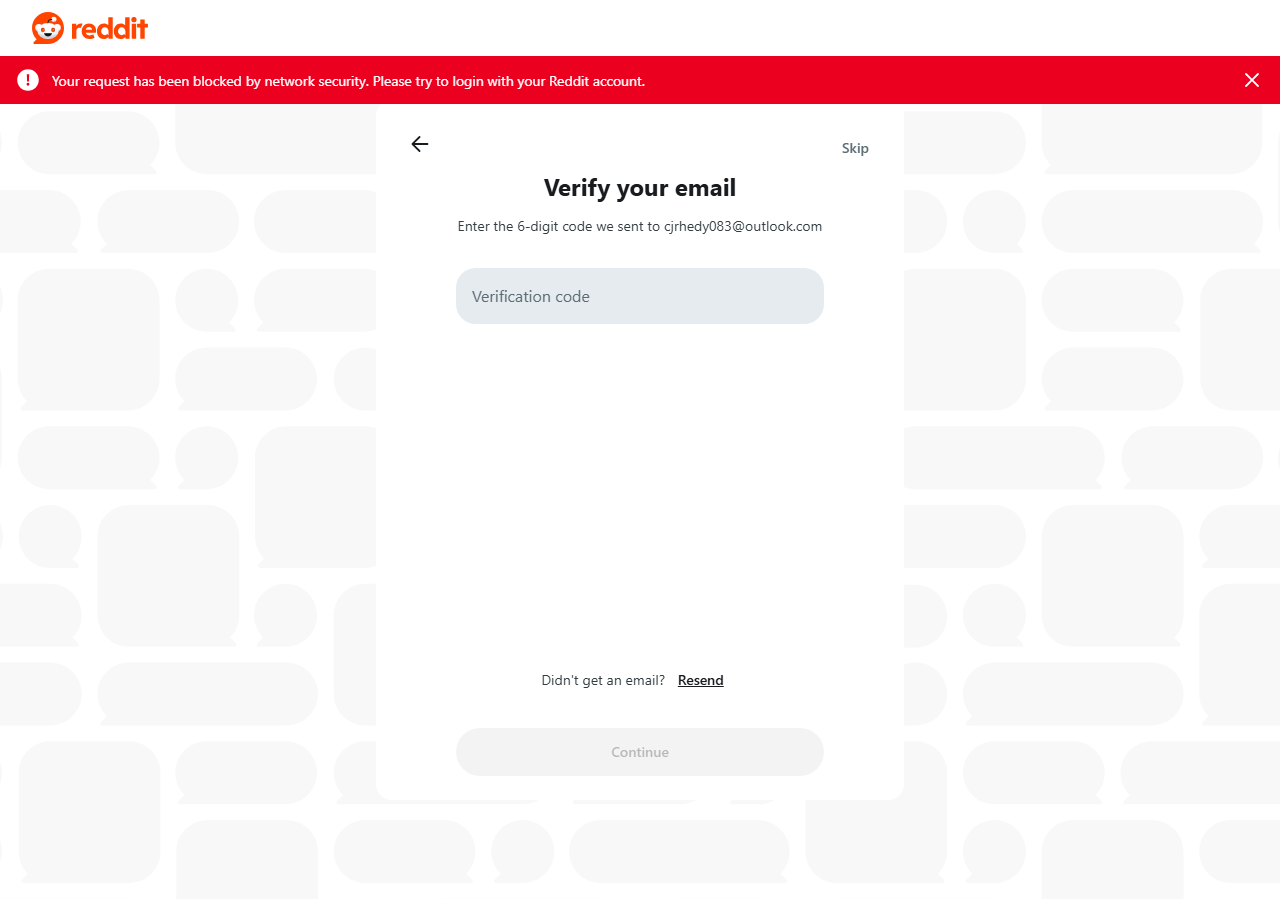 reddit
Your request has been blocked by network security. Please try to login with your Reddit account.
Skip
Verify your email
Enter the 6-digit code we sent to cjrhedy083@outlook.com
Verification code
Didn't get an email? Resend
Continue